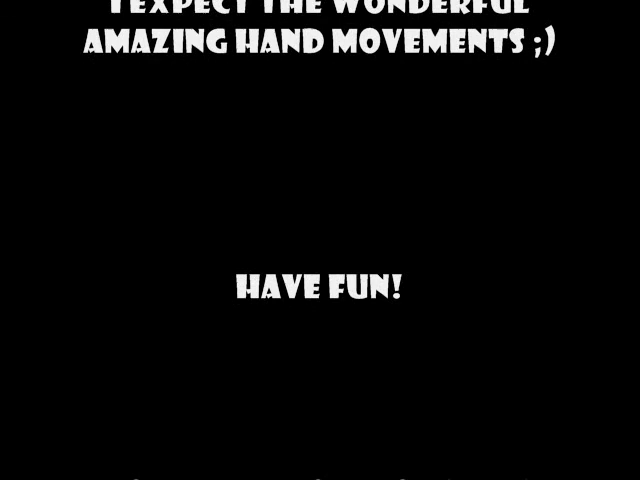 I EXPECT THE WONDERFUL
AMAZING HAND MOVEMENTS ;)
HAVE FUN!